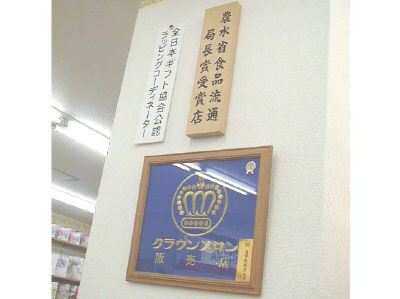 農水省食品流通
局長賞受賞店
全日本ギフト協会公認
ラッピングコーディネーター
クラウンメロン
販売店